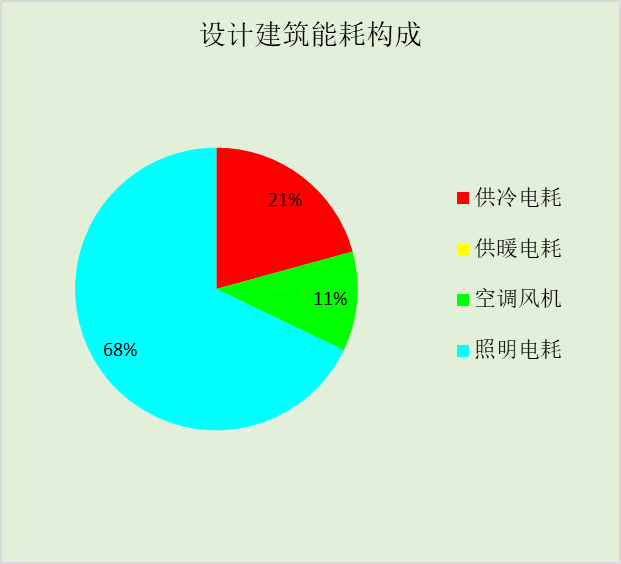 设计建筑能耗构成
21%
11%
68%
供冷电耗
供暖电耗
空调风机
照明电耗